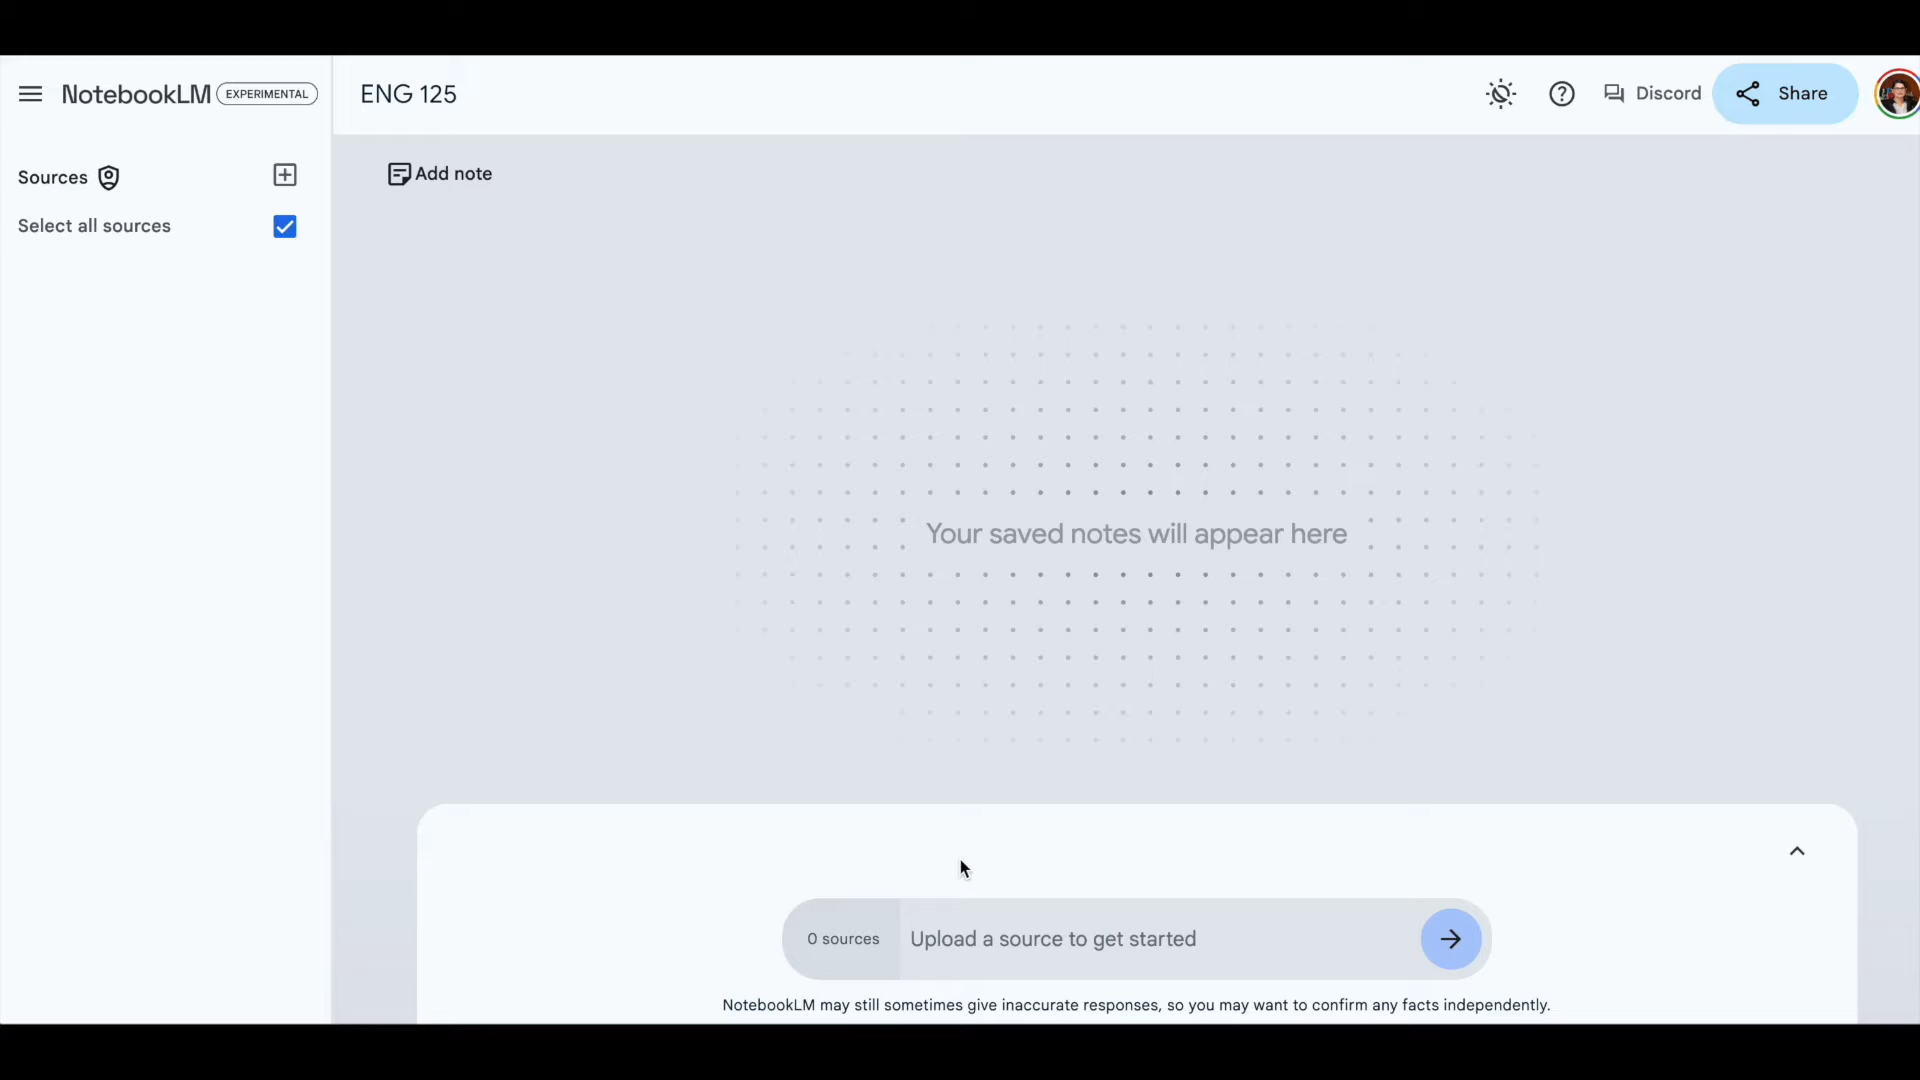 NotebookLM EXPERIMENTAL
ENG 125
Discord
Share
Sources
Select all sources
Add note
Your saved notes will appear here
0 sources
Upload a source to get started
NotebookLM may still sometimes give inaccurate responses, so you may want to confirm any facts independently.